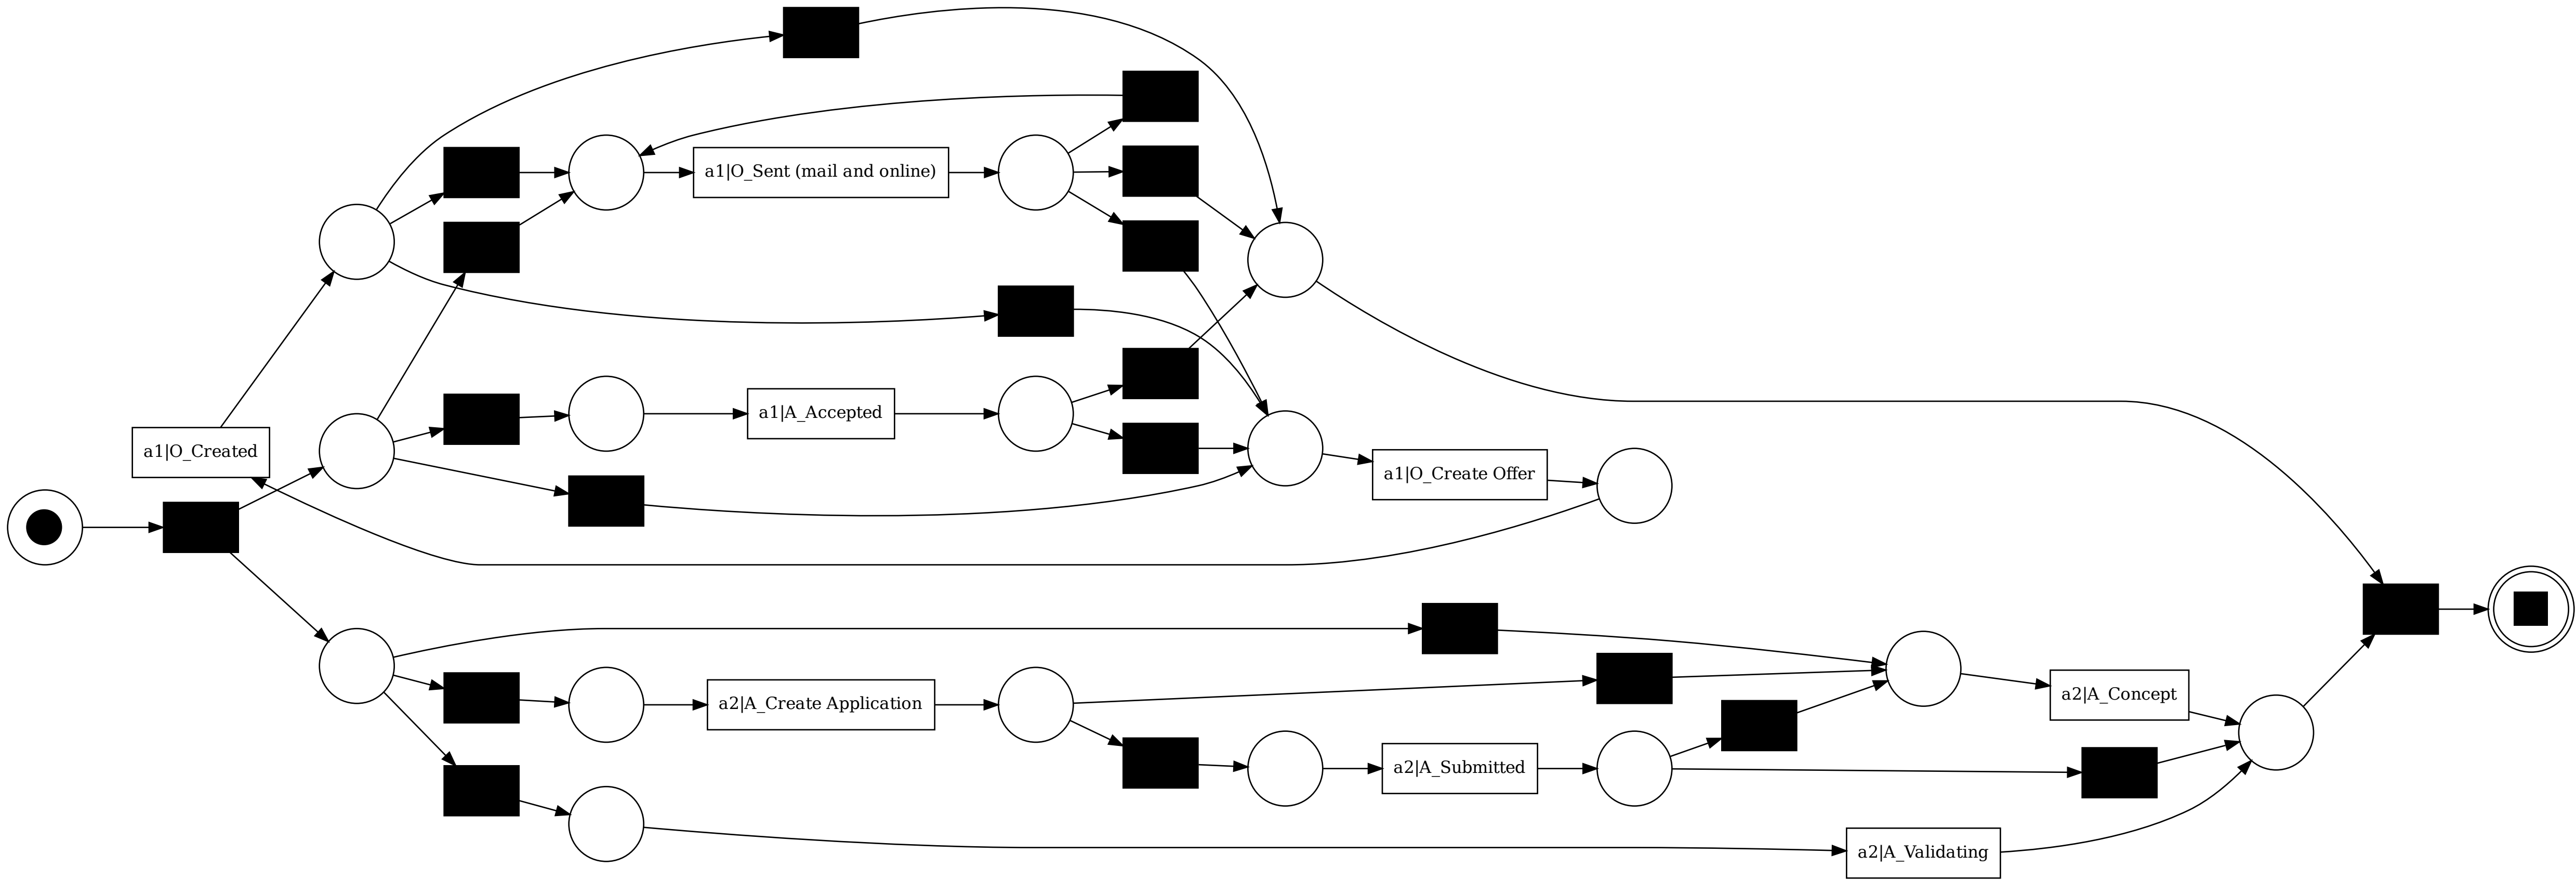 a1|O_Sent (mail and online)
a1|A_Accepted
a1|O_Created
a1|O_Create Offer
a2|A_Create Application
a2|A_Concept
a2|A_Submitted
a2|A_Validating